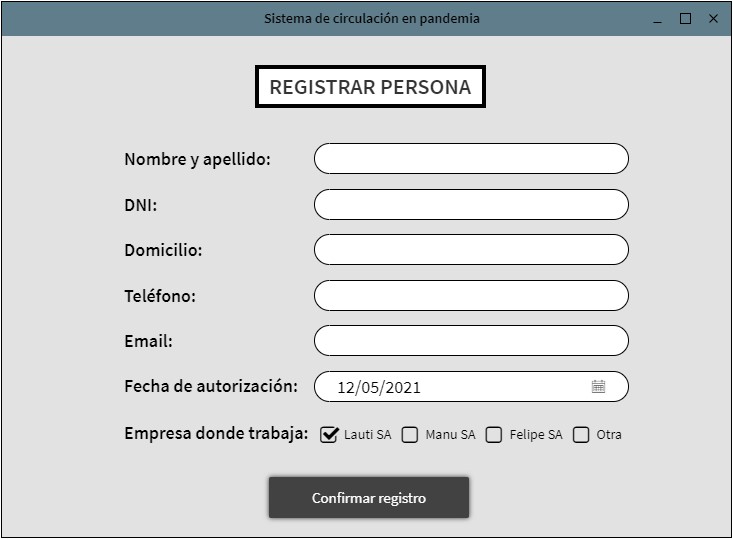 Sistema de circulación en pandemia
REGISTRAR PERSONA
Nombre y apellido:
DNI:
Domicilio:
Teléfono:
Email:
Fecha de autorización: 12/05/2021
Empresa donde trabaja: Lauti SA Manu SA Felipe SA Otra
Confirmar registro